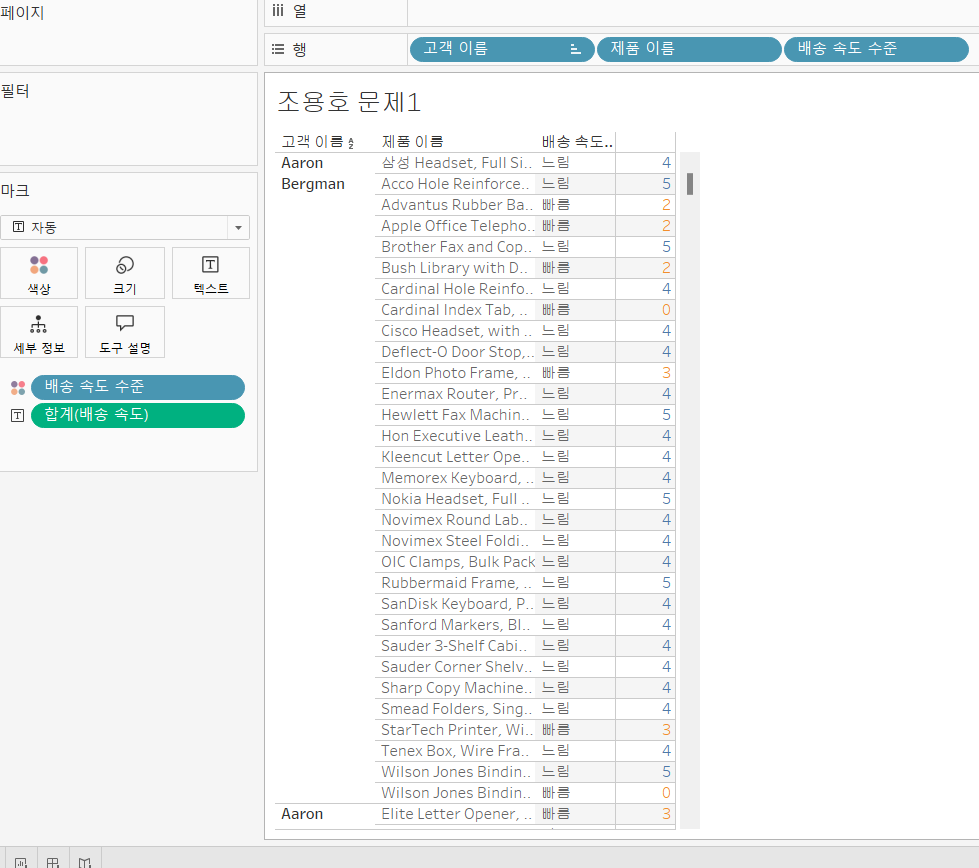 페이지
열
행
고객 이름
제품 이름
배송 속도 수준
필터
마크
자동
색상
크기
텍스트
세부 정보
도구 설명
배송 속도 수준
합계(배송 속도)
조용호 문제1
고객 이름 제품 이름 배송 속도..
Aaron 삼성 Headset, Full Si.. 느림 4
Bergman Acco Hole Reinforce.. 느림 5
Advantus Rubber Ba.. 빠름 2
Apple Office Telepho.. 빠름 2
Brother Fax and Cop.. 느림 5
Bush Library with D.. 빠름 2
Cardinal Hole Reinfo.. 느림 4
Cardinal Index Tab, .. 빠름 0
Cisco Headset, with .. 느림 4
Deflect-O Door Stop,.. 느림 4
Eldon Photo Frame, .. 빠름 3
Enermax Router, Pr.. 느림 4
Hewlett Fax Machin.. 느림 5
Hon Executive Leath.. 느림 4
Kleencut Letter Ope.. 느림 4
Memorex Keyboard, .. 느림 4
Nokia Headset, Full .. 느림 5
Novimex Round Lab.. 느림 4
Novimex Steel Foldi.. 느림 4
OIC Clamps, Bulk Pack 느림 4
Rubbermaid Frame, .. 느림 5
SanDisk Keyboard, P.. 느림 4
Sanford Markers, Bl.. 느림 4
Sauder 3-Shelf Cabi.. 느림 4
Sauder Corner Shelv.. 느림 4
Sharp Copy Machine.. 느림 4
Smead Folders, Sing.. 느림 4
StarTech Printer, Wi.. 빠름 3
Tenex Box, Wire Fra.. 느림 4
Wilson Jones Bindin.. 느림 5
Wilson Jones Bindin.. 빠름 0
Aaron Elite Letter Opener, .. 빠름 3